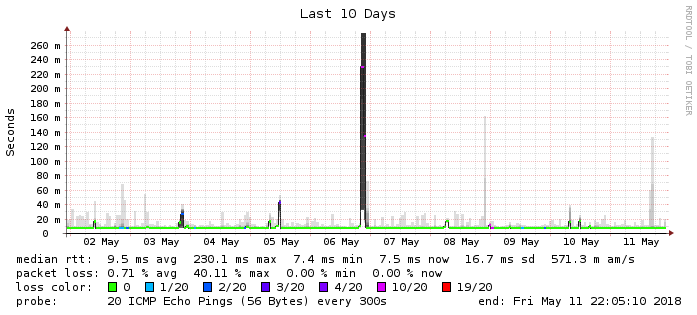 Last 10 Days
RRDTOOL / TOBI OETIKER
Seconds
260 m
240 m
220 m
200 m
180 m
160 m
140 m
120 m
100 m
80 m
60 m
40 m
20 m
0
02 May 03 May 04 May 05 May 06 May 07 May 08 May 09 May 10 May 11 May
median rtt: 9.5 ms avg 230.1 ms max 7.4 ms min 7.5 ms now 16.7 ms sd 571.3 m am/s
packet loss: 0.71 % avg 40.11 % max 0.00 % min 0.00 % now
loss color: 0 1/20 2/20 3/20 4/20 10/20 19/20
probe: 20 ICMP Echo Pings (56 Bytes) every 300s end: Fri May 11 22:05:10 2018